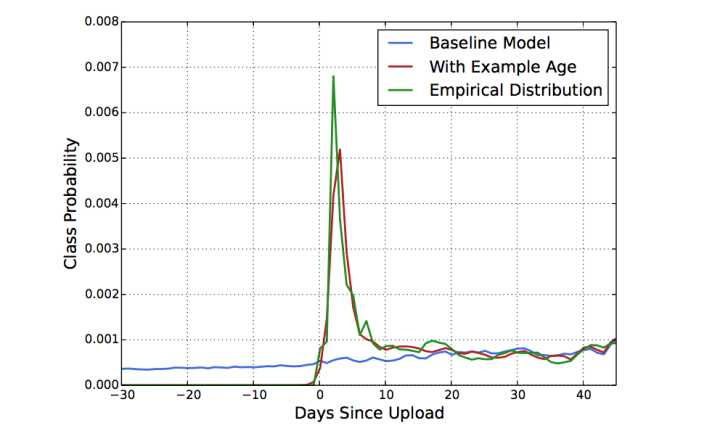 0.008
0.007
0.006
0.005
0.004
0.003
0.002
0.001
0.000
Class Probability
Baseline Model
With Example Age
Empirical Distribution
−30 −20 −10 0 10 20 30 40
Days Since Upload